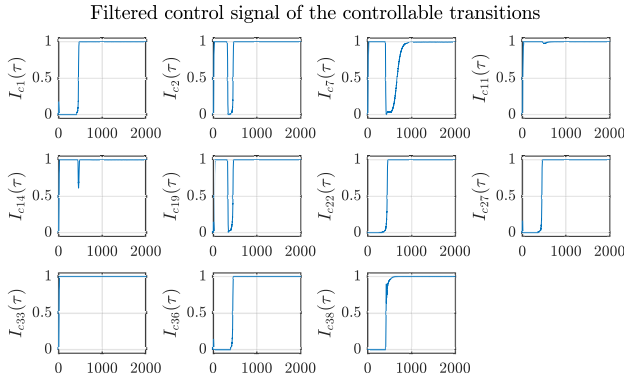 Filtered control signal of the controllable transitions
I_{c1}(τ) 1 0.5 0 0 1000 2000
I_{c2}(τ) 1 0.5 0 0 1000 2000
I_{c7}(τ) 1 0.5 0 0 1000 2000
I_{c11}(τ) 1 0.5 0 0 1000 2000
I_{c14}(τ) 1 0.5 0 0 1000 2000
I_{c19}(τ) 1 0.5 0 0 1000 2000
I_{c22}(τ) 1 0.5 0 0 1000 2000
I_{c27}(τ) 1 0.5 0 0 1000 2000
I_{c33}(τ) 1 0.5 0 0 1000 2000
I_{c36}(τ) 1 0.5 0 0 1000 2000
I_{c38}(τ) 1 0.5 0 0 1000 2000